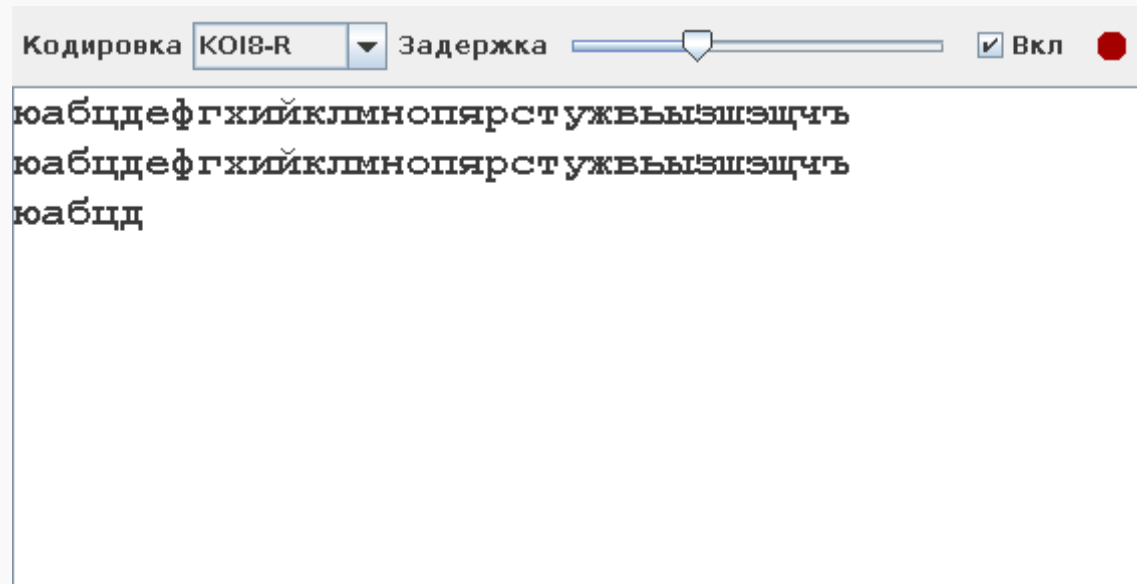 Кодировка KOI8-R Задержка Вкл
юабцдефгхийклмнопярстужвьызшэщчъ
юабцдефгхийклмнопярстужвьызшэщчъ
юабцд